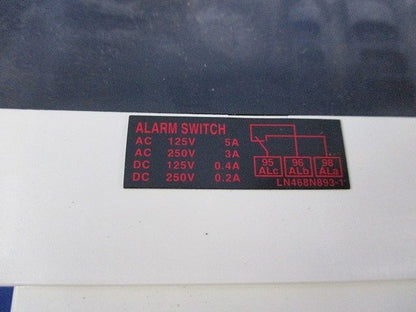 ALARM SWITCH
AC 125V 5A
AC 250V 3A
DC 125V 0.4A
DC 250V 0.2A
95 96 98
ALc ALb ALa
LN468N893-1